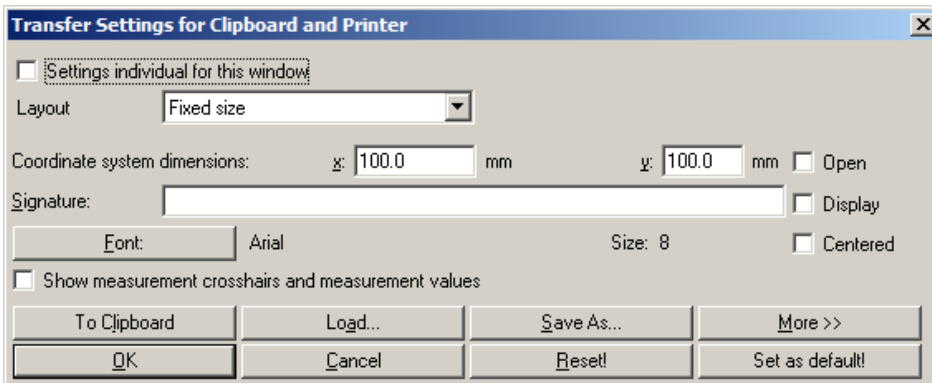 Transfer Settings for Clipboard and Printer
Settings individual for this window
Layout Fixed size
Coordinate system dimensions: x: 100.0 mm y: 100.0 mm Open
Signature: Display
Font: Arial Size: 8 Centered
Show measurement crosshairs and measurement values
To Clipboard Load... Save As... More >>
OK Cancel Reset! Set as default!